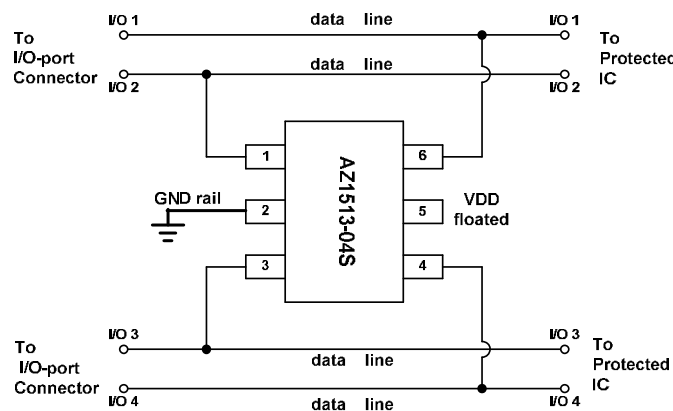 I/O 1
data line
I/O 1
To
I/O-port
Connector
To
Protected
IC
data line
I/O 2
I/O 2
1
6
AZ1513-04S
GND rail
2
5
VDD
floated
3
4
I/O 3
I/O 3
To
I/O-port
Connector
data line
To
Protected
IC
I/O 4
data line
I/O 4